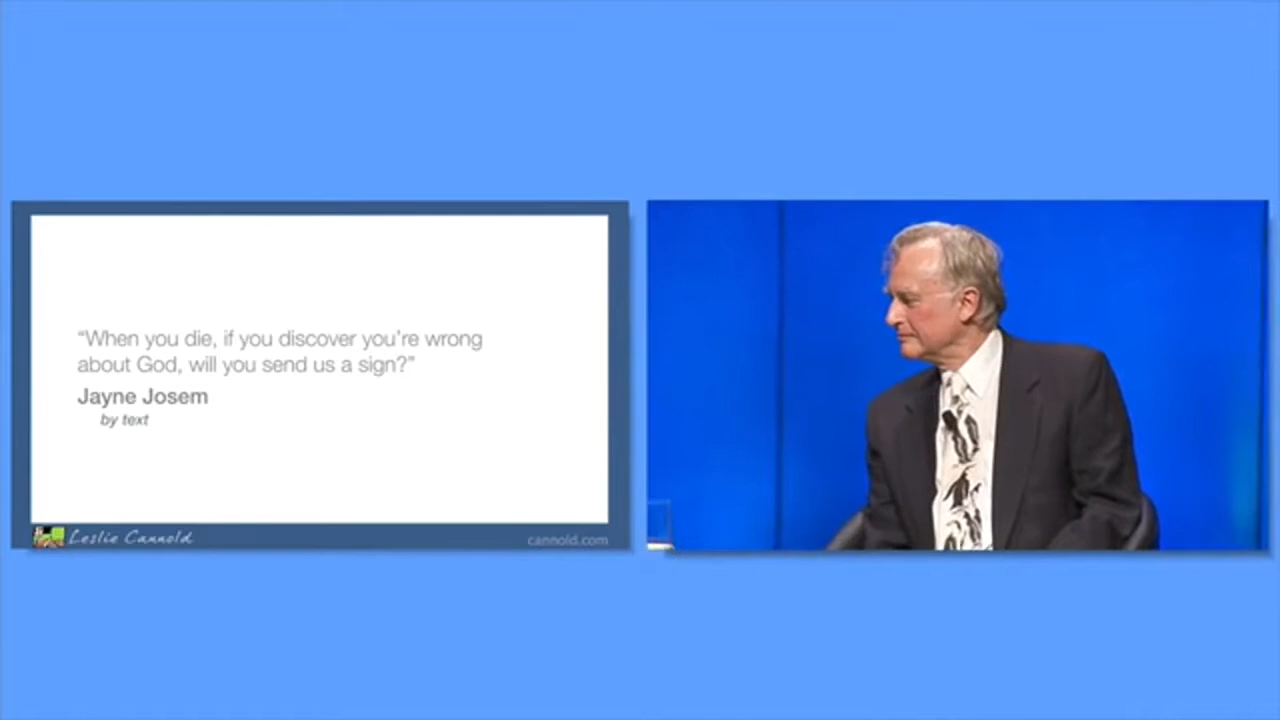 “When you die, if you discover you’re wrong
about God, will you send us a sign?”
Jayne Josem
by text
Leslie Cannold
cannold.com